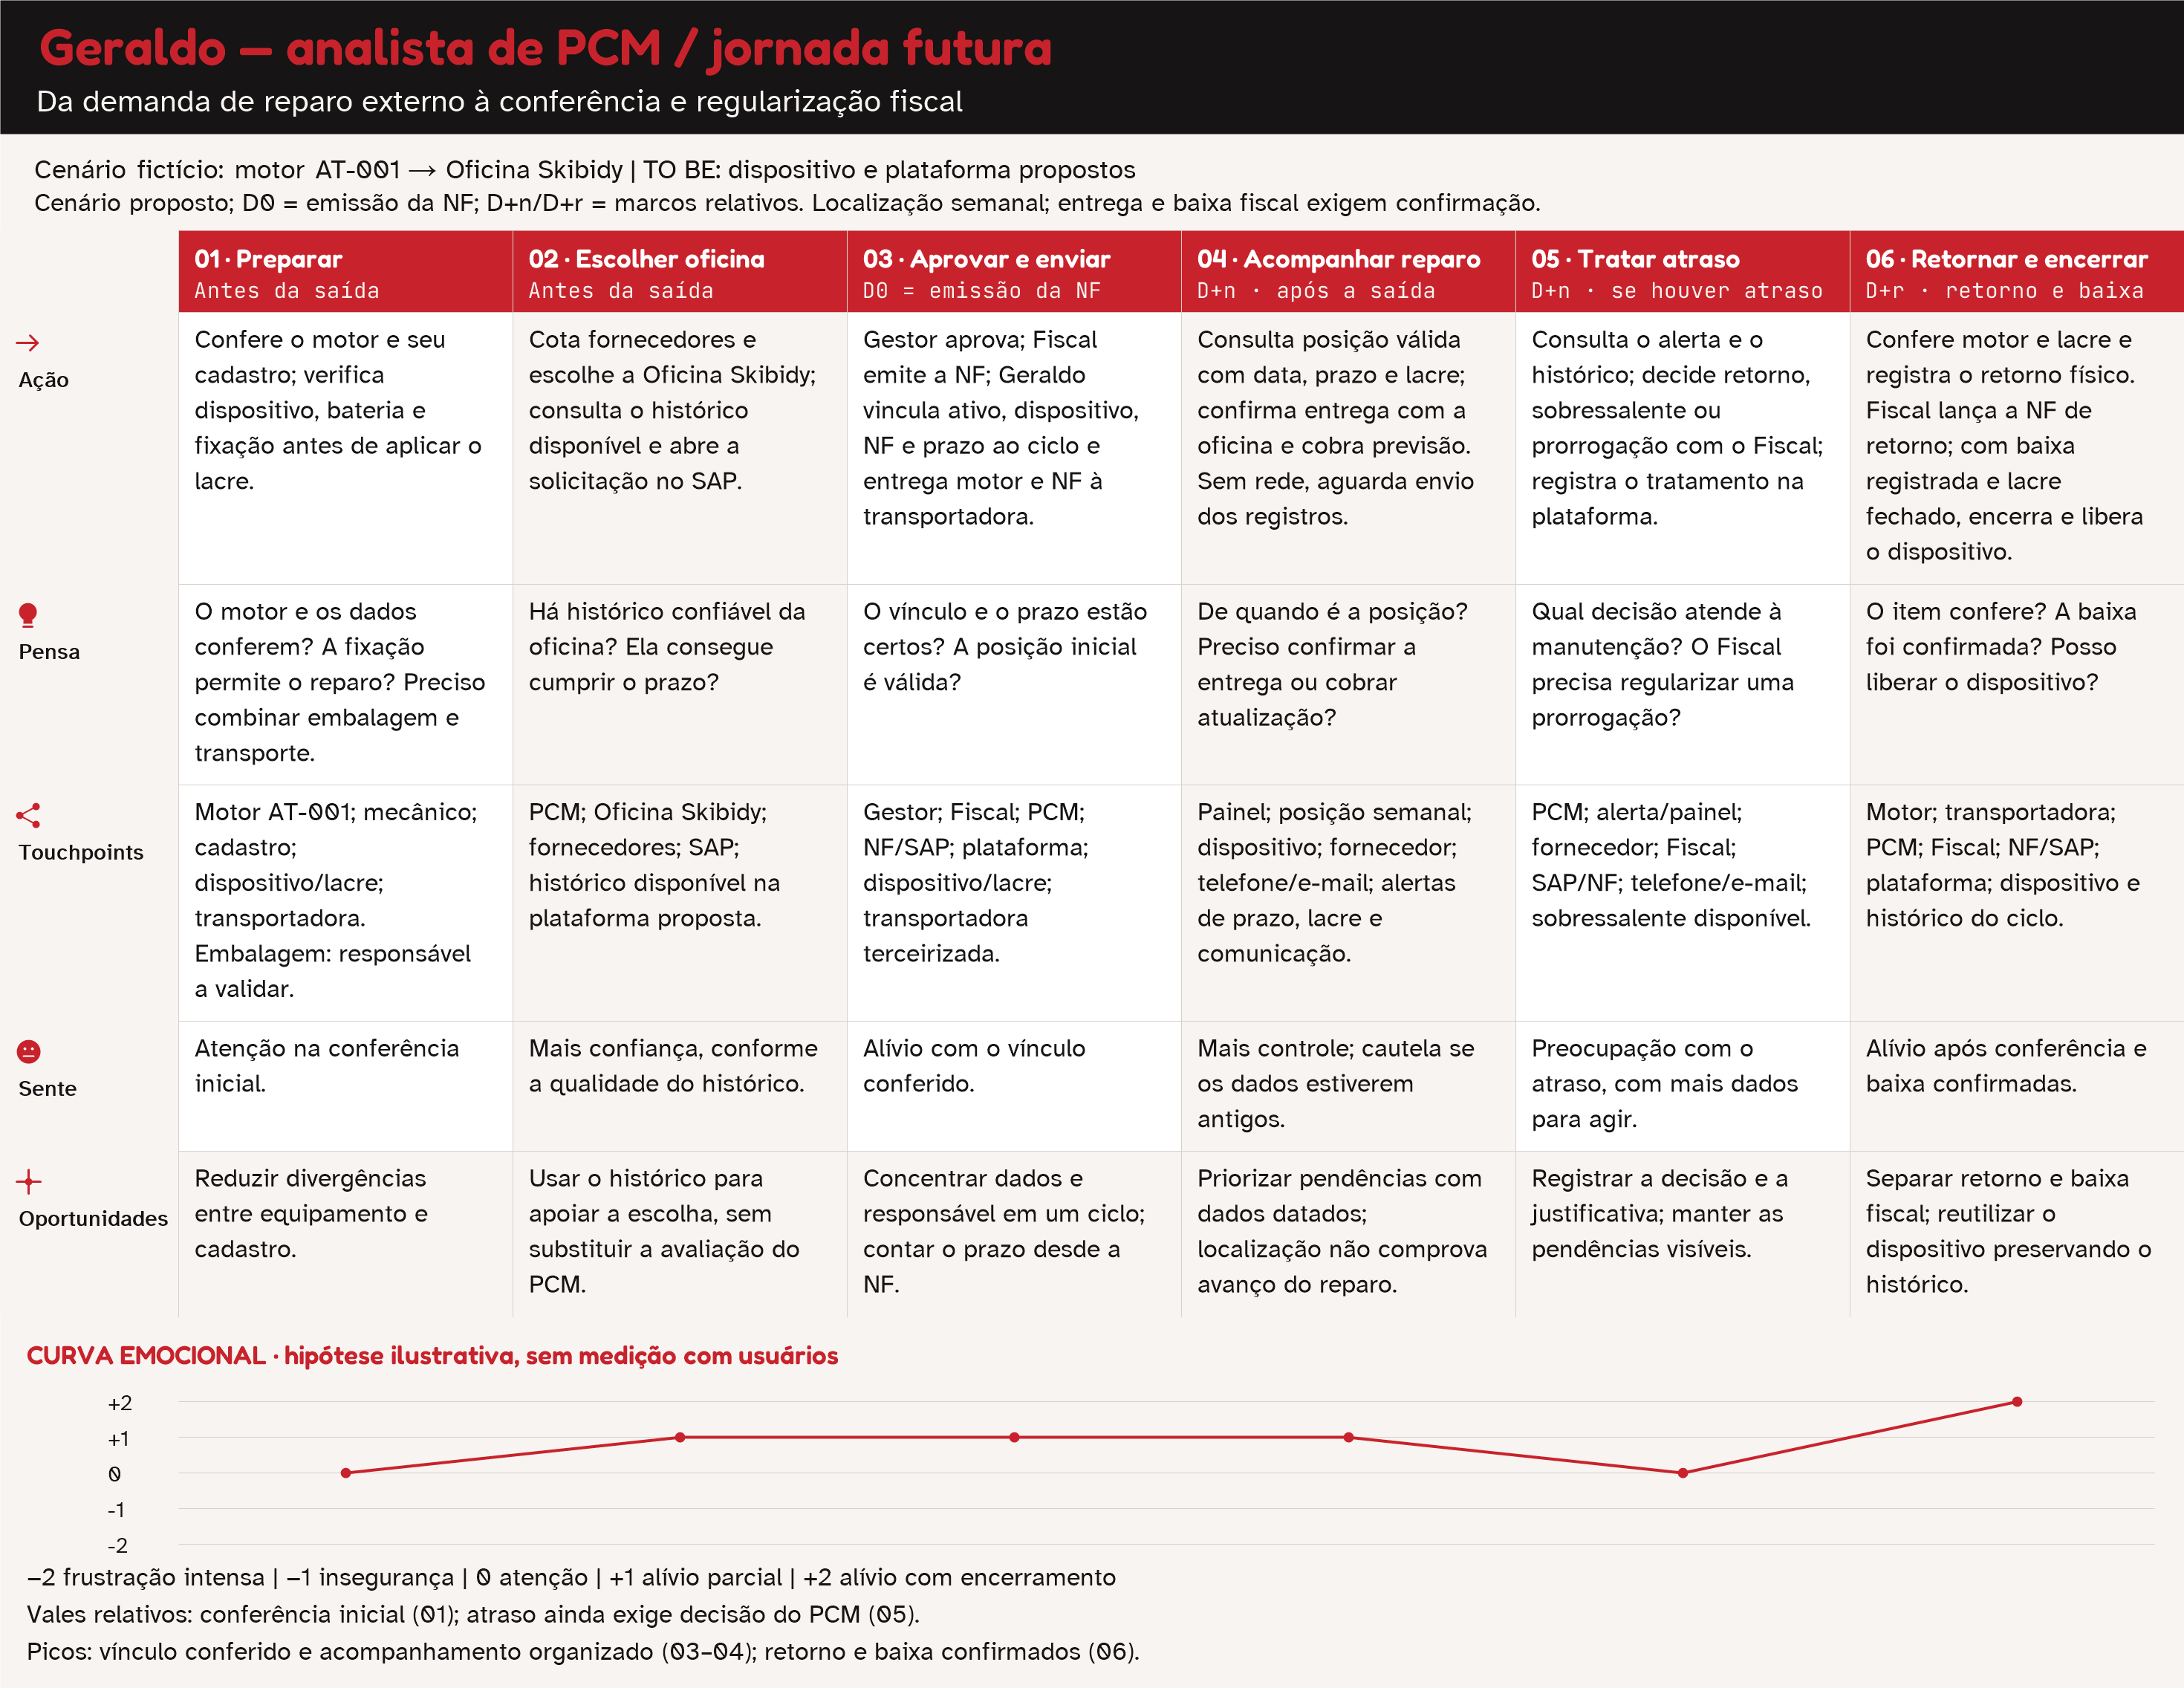 Geraldo — analista de PCM / jornada futura
Da demanda de reparo externo à conferência e regularização fiscal
Cenário fictício: motor AT-001 → Oficina Skibidy | TO BE: dispositivo e plataforma propostos
Cenário proposto; D0 = emissão da NF; D+n/D+r = marcos relativos. Localização semanal; entrega e baixa fiscal exigem confirmação.
01 · Preparar
Antes da saída
02 · Escolher oficina
Antes da saída
03 · Aprovar e enviar
D0 = emissão da NF
04 · Acompanhar reparo
D+n · após a saída
05 · Tratar atraso
D+n · se houver atraso
06 · Retornar e encerrar
D+r · retorno e baixa
Ação
Confere o motor e seu
cadastro; verifica
dispositivo, bateria e
fixação antes de aplicar o
lacre.
Cota fornecedores e
escolhe a Oficina Skibidy;
consulta o histórico
disponível e abre a
solicitação no SAP.
Gestor aprova; Fiscal
emite a NF; Geraldo
vincula ativo, dispositivo,
NF e prazo ao ciclo e
entrega motor e NF à
transportadora.
Consulta posição válida
com data, prazo e lacre;
confirma entrega com a
oficina e cobra previsão.
Sem rede, aguarda envio
dos registros.
Consulta o alerta e o
histórico; decide retorno,
sobressalente ou
prorrogação com o Fiscal;
registra o tratamento na
plataforma.
Confere motor e lacre e
registra o retorno físico.
Fiscal lança a NF de
retorno; com baixa
registrada e lacre
fechado, encerra e libera
o dispositivo.
Pensa
O motor e os dados
conferem? A fixação
permite o reparo? Preciso
combinar embalagem e
transporte.
Há histórico confiável da
oficina? Ela consegue
cumprir o prazo?
O vínculo e o prazo estão
certos? A posição inicial
é válida?
De quando é a posição?
Preciso confirmar a
entrega ou cobrar
atualização?
Qual decisão atende à
manutenção? O Fiscal
precisa regularizar uma
prorrogação?
O item confere? A baixa
foi confirmada? Posso
liberar o dispositivo?
Touchpoints
Motor AT-001; mecânico;
cadastro;
dispositivo/lacre;
transportadora.
Embalagem: responsável
a validar.
PCM; Oficina Skibidy;
fornecedores; SAP;
histórico disponível na
plataforma proposta.
Gestor; Fiscal; PCM;
NF/SAP; plataforma;
dispositivo/lacre;
transportadora
terceirizada.
Painel; posição semanal;
dispositivo; fornecedor;
telefone/e-mail; alertas
de prazo, lacre e
comunicação.
PCM; alerta/painel;
fornecedor; Fiscal;
SAP/NF; telefone/e-mail;
sobressalente disponível.
Motor; transportadora;
PCM; Fiscal; NF/SAP;
plataforma; dispositivo e
histórico do ciclo.
Sente
Atenção na conferência
inicial.
Mais confiança, conforme
a qualidade do histórico.
Alívio com o vínculo
conferido.
Mais controle; cautela se
os dados estiverem
antigos.
Preocupação com o
atraso, com mais dados
para agir.
Alívio após conferência e
baixa confirmadas.
Oportunidades
Reduzir divergências
entre equipamento e
cadastro.
Usar o histórico para
apoiar a escolha, sem
substituir a avaliação do
PCM.
Concentrar dados e
responsável em um ciclo;
contar o prazo desde a
NF.
Priorizar pendências com
dados datados;
localização não comprova
avanço do reparo.
Registrar a decisão e a
justificativa; manter as
pendências visíveis.
Separar retorno e baixa
fiscal; reutilizar o
dispositivo preservando o
histórico.
CURVA EMOCIONAL · hipótese ilustrativa, sem medição com usuários
+2
+1
0
-1
-2
−2 frustração intensa | −1 insegurança | 0 atenção | +1 alívio parcial | +2 alívio com encerramento
Vales relativos: conferência inicial (01); atraso ainda exige decisão do PCM (05).
Picos: vínculo conferido e acompanhamento organizado (03–04); retorno e baixa confirmados (06).